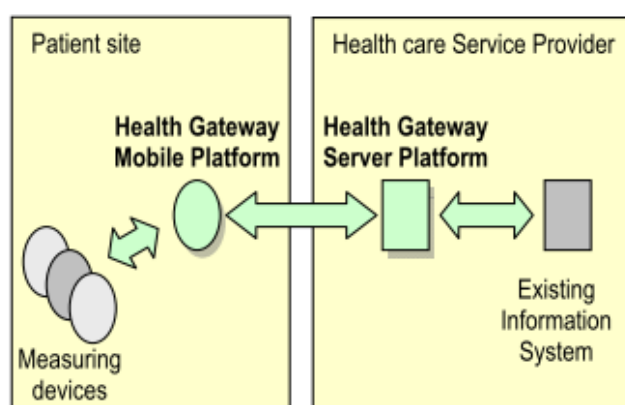 Patient site
Health Gateway
Mobile Platform
Measuring
devices
Health care Service Provider
Health Gateway
Server Platform
Existing
Information
System